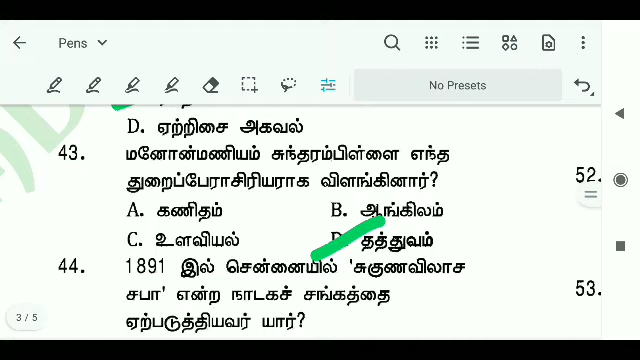 Pens
No Presets
D. ஏற்றிசை அகவல்
43. மனோன்மணியம் சுந்தரம்பிள்ளை எந்த
துறைப்பேராசிரியராக விளங்கினார்?
A. கணிதம் B. ஆங்கிலம்
C. உளவியல் D. தத்துவம்
44. 1891 இல் சென்னையில் 'சுகுணவிலாச
சபா' என்ற நாடகச் சங்கத்தை
ஏற்படுத்தியவர் யார்?
52.
53.
3 / 5